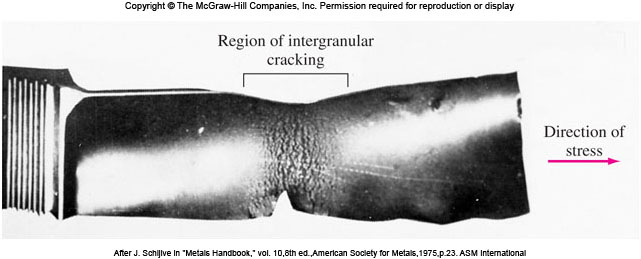 Copyright © The McGraw-Hill Companies, Inc. Permission required for reproduction or display
Region of intergranular
cracking
Direction of
stress
After J. Schijive in "Metals Handbook," vol. 10,8th ed.,American Society for Metals,1975,p.23. ASM International